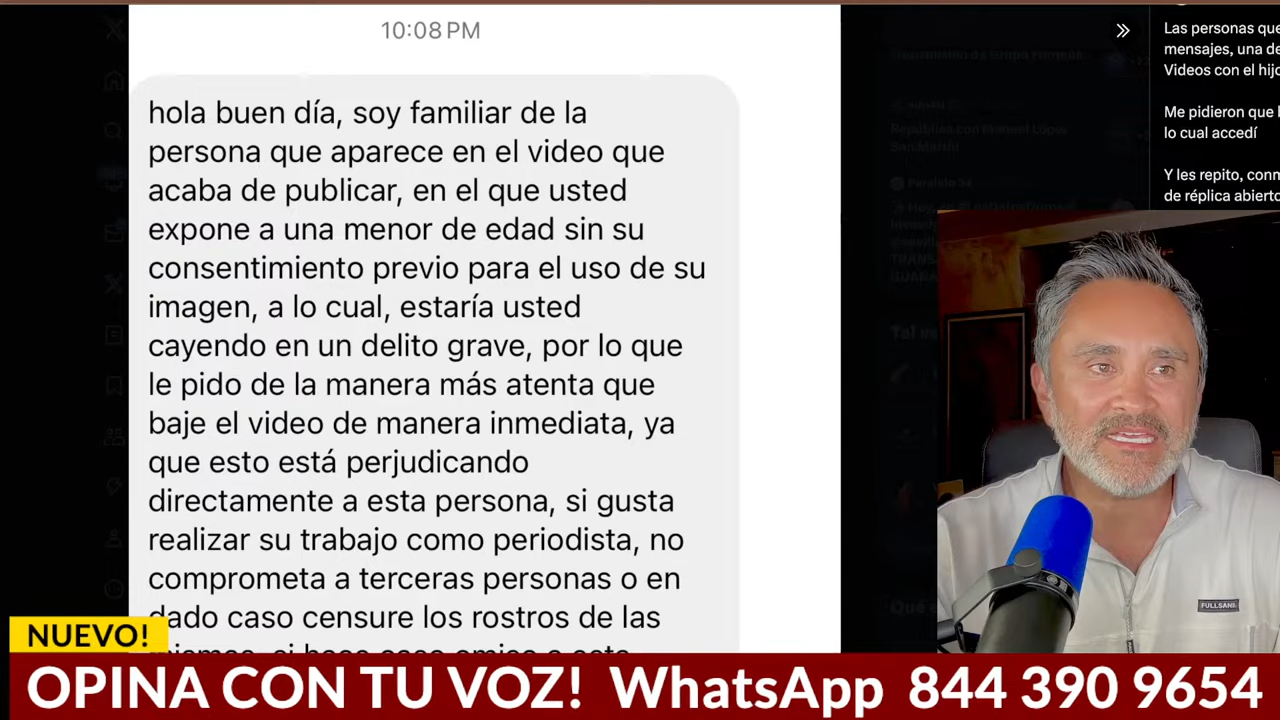 10:08 PM
hola buen día, soy familiar de la
persona que aparece en el video que
acaba de publicar, en el que usted
expone a una menor de edad sin su
consentimiento previo para el uso de su
imagen, a lo cual, estaría usted
cayendo en un delito grave, por lo que
le pido de la manera más atenta que
baje el video de manera inmediata, ya
que esto está perjudicando
directamente a esta persona, si gusta
realizar su trabajo como periodista, no
comprometa a terceras personas o en
dado caso censure los rostros de las
Las personas que
mensajes, una de
Videos con el hij
Me pidieron que
lo cual accedí
Y les repito, con
de réplica abierto
FULLSAND
NUEVO!
OPINA CON TU VOZ! WhatsApp 844 390 9654